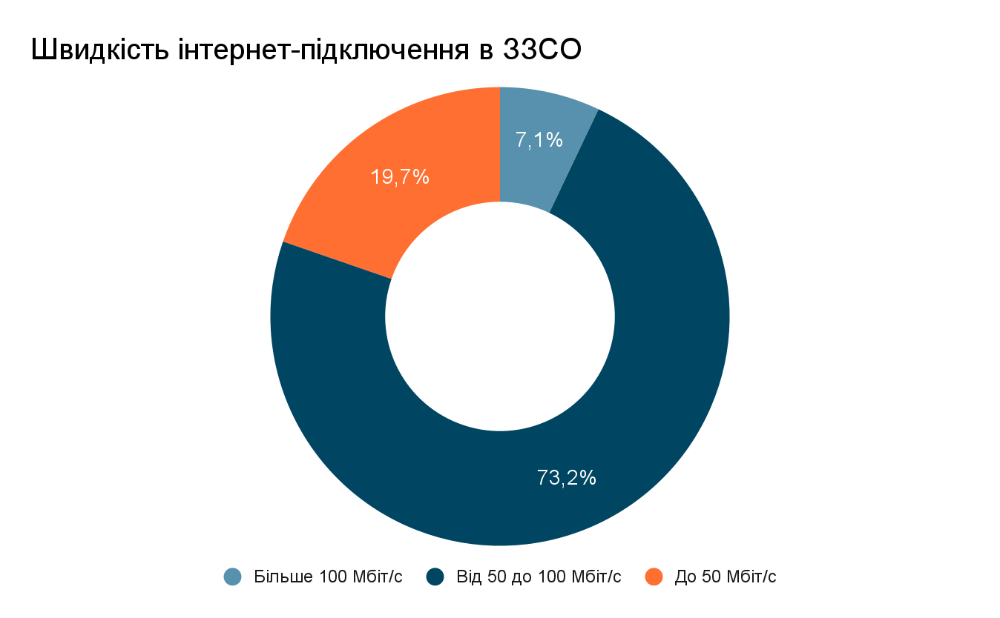 Швидкість інтернет-підключення в ЗЗСО
7,1%
19,7%
73,2%
Більше 100 Мбіт/с
Від 50 до 100 Мбіт/с
До 50 Мбіт/с